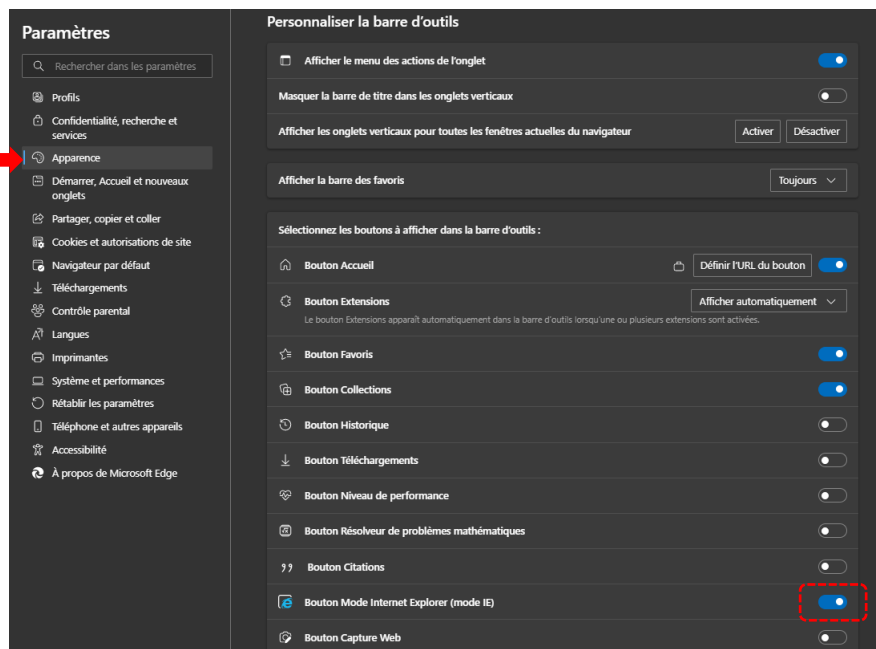 Paramètres
Rechercher dans les paramètres
Profils
Confidentialité, recherche et
services
Apparence
Démarrer, Accueil et nouveaux
onglets
Partager, copier et coller
Cookies et autorisations de site
Navigateur par défaut
Téléchargements
Contrôle parental
Langues
Imprimantes
Système et performances
Rétablir les paramètres
Téléphone et autres appareils
Accessibilité
À propos de Microsoft Edge
Personnaliser la barre d'outils
Afficher le menu des actions de l'onglet
Masquer la barre de titre dans les onglets verticaux
Afficher les onglets verticaux pour toutes les fenêtres actuelles du navigateur Activer Désactiver
Afficher la barre des favoris Toujours
Sélectionnez les boutons à afficher dans la barre d'outils :
Bouton Accueil Définir l'URL du bouton
Bouton Extensions Afficher automatiquement
Le bouton Extensions apparaît automatiquement dans la barre d'outils lorsqu'une ou plusieurs extensions sont activées.
Bouton Favoris
Bouton Collections
Bouton Historique
Bouton Téléchargements
Bouton Niveau de performance
Bouton Résolveur de problèmes mathématiques
Bouton Citations
Bouton Mode Internet Explorer (mode IE)
Bouton Capture Web